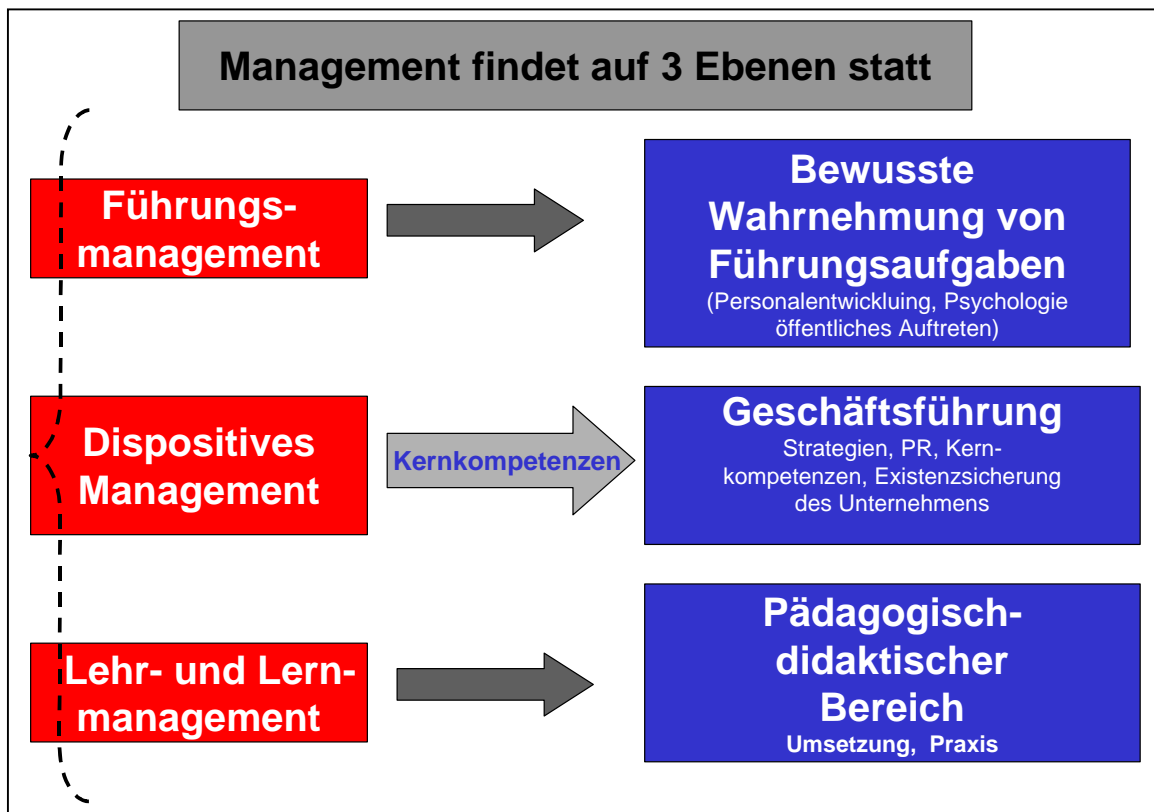 Management findet auf 3 Ebenen statt
Führungs-
management
Bewusste
Wahrnehmung von
Führungsaufgaben
(Personalentwickluing, Psychologie
öffentliches Auftreten)
Dispositives
Management
Kernkompetenzen
Geschäftsführung
Strategien, PR, Kern-
kompetenzen, Existenzsicherung
des Unternehmens
Lehr- und Lern-
management
Pädagogisch-
didaktischer
Bereich
Umsetzung, Praxis